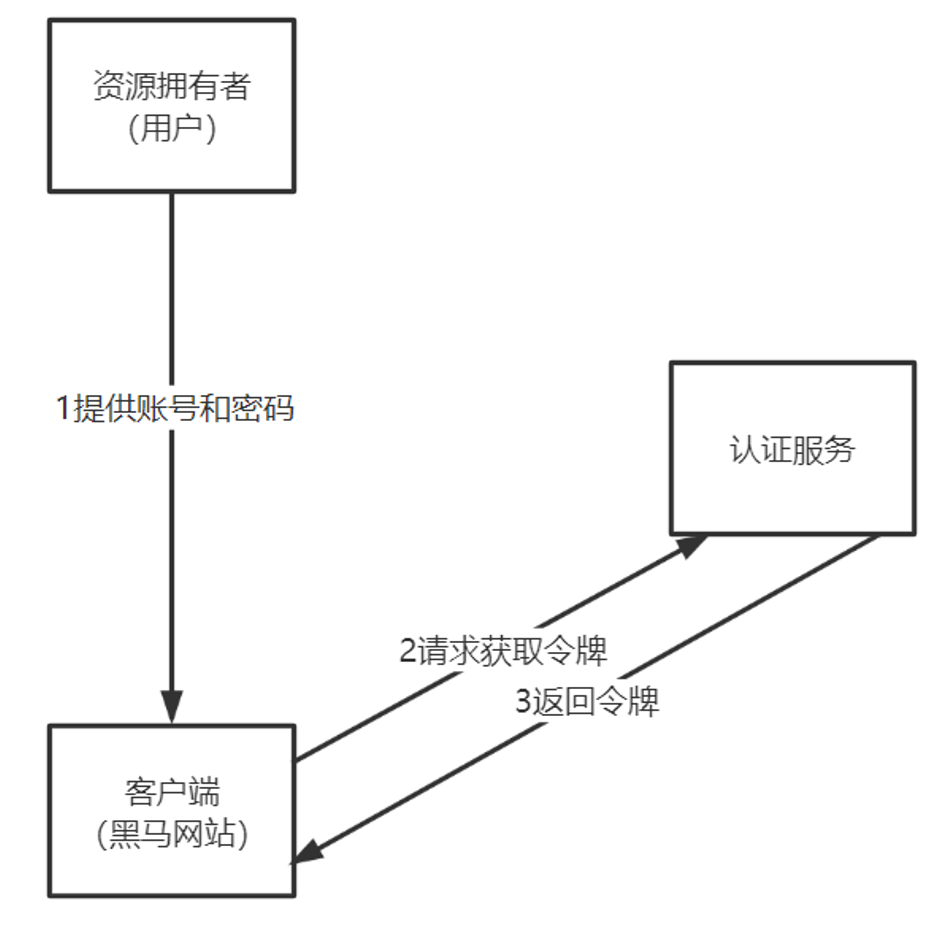 资源拥有者
（用户）
1提供账号和密码
认证服务
2请求获取令牌
3返回令牌
客户端
（黑马网站）